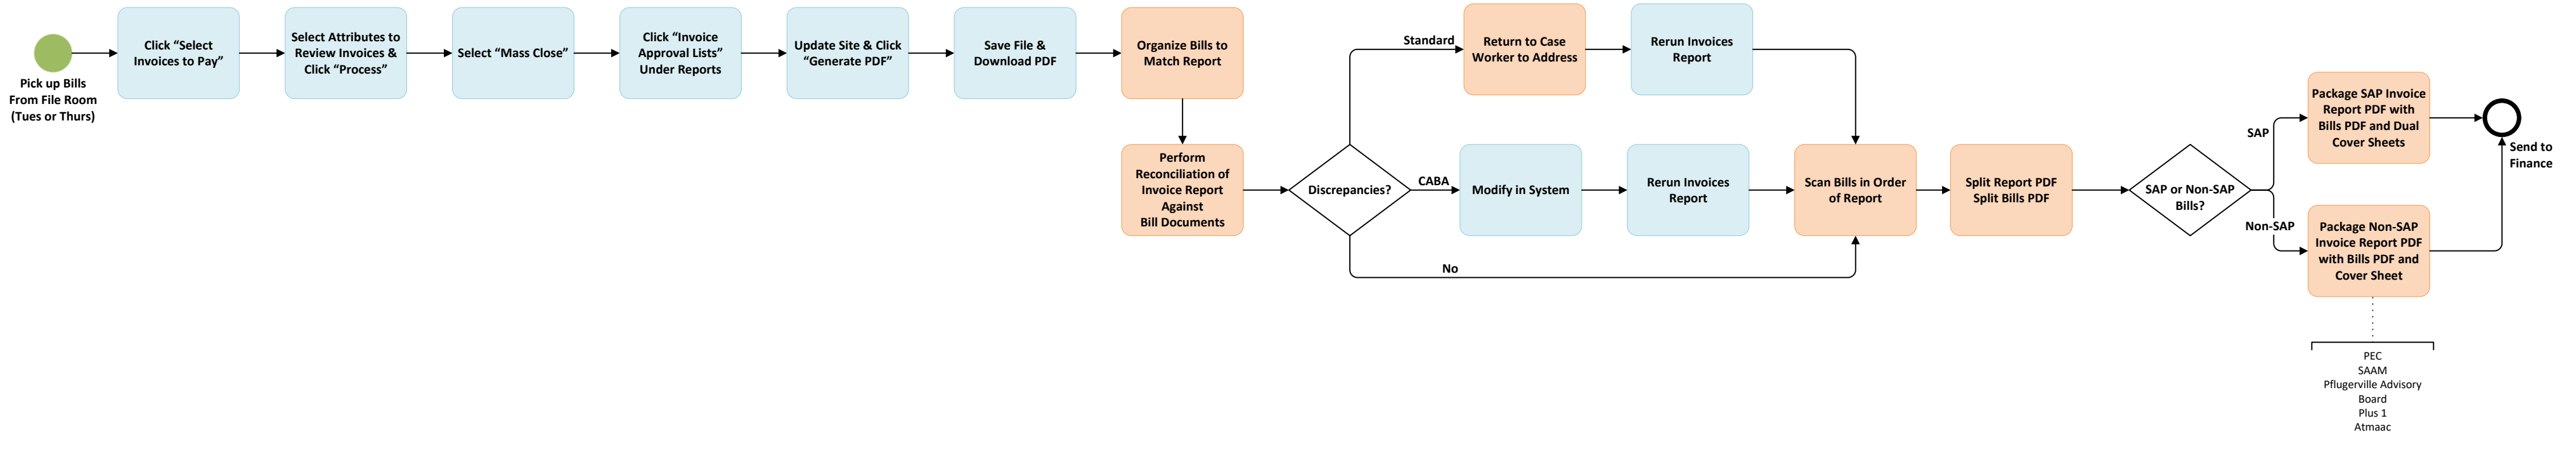 Pick up Bills
From File Room
(Tues or Thurs)
Click “Select
Invoices to Pay”
Select Attributes to
Review Invoices &
Click “Process”
Select “Mass Close”
Click “Invoice
Approval Lists”
Under Reports
Update Site & Click
“Generate PDF”
Save File &
Download PDF
Organize Bills to
Match Report
Perform
Reconciliation of
Invoice Report
Against
Bill Documents
Discrepancies?
Standard
Return to Case
Worker to Address
Rerun Invoices
Report
CABA
Modify in System
Rerun Invoices
Report
No
Scan Bills in Order
of Report
Split Report PDF
Split Bills PDF
SAP or Non-SAP
Bills?
SAP
Package SAP Invoice
Report PDF with
Bills PDF and Dual
Cover Sheets
Non-SAP
Package Non-SAP
Invoice Report PDF
with Bills PDF and
Cover Sheet
Send to
Finance
PEC
SAAM
Pflugerville Advisory
Board
Plus 1
Atmaac